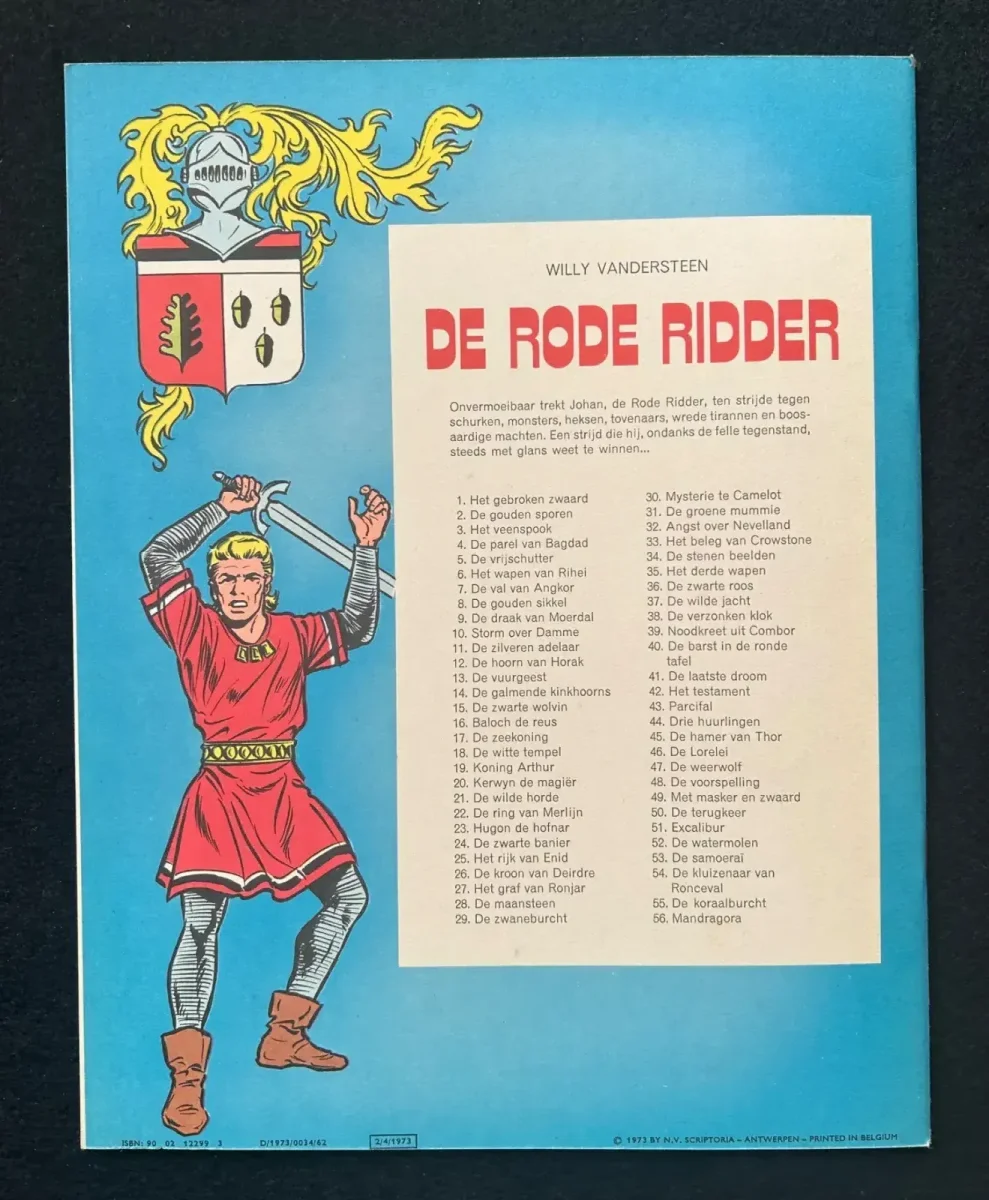 WILLY VANDERSTEEN
DE RODE RIDDER
Onvermoeibaar trekt Johan, de Rode Ridder, ten strijde tegen
schurken, monsters, heksen, tovenaars, wrede tirannen en boos-
aardige machten. Een strijd die hij, ondanks de felle tegenstand,
steeds met glans weet te winnen...
1. Het gebroken zwaard
2. De gouden sporen
3. Het veenspook
4. De parel van Bagdad
5. De vrijschutter
6. Het wapen van Rihei
7. De val van Angkor
8. De gouden sikkel
9. De draak van Moerdal
10. Storm over Damme
11. De zilveren adelaar
12. De hoorn van Horak
13. De vuurgeest
14. De galmende kinkhoorns
15. De zwarte wolvin
16. Baloch de reus
17. De zeekoning
18. De witte tempel
19. Koning Arthur
20. Kerwyn de magiër
21. De wilde horde
22. De ring van Merlijn
23. Hugon de hofnar
24. De zwarte banier
25. Het rijk van Enid
26. De kroon van Deirdre
27. Het graf van Ronjar
28. De maansteen
29. De zwaneburcht
30. Mysterie te Camelot
31. De groene mummie
32. Angst over Nevelland
33. Het beleg van Crowstone
34. De stenen beelden
35. Het derde wapen
36. De zwarte roos
37. De wilde jacht
38. De verzonken klok
39. Noodkreet uit Combor
40. De barst in de ronde
tafel
41. De laatste droom
42. Het testament
43. Parcifal
44. Drie huurlingen
45. De hamer van Thor
46. De Lorelei
47. De weerwolf
48. De voorspelling
49. Met masker en zwaard
50. De terugkeer
51. Excalibur
52. De watermolen
53. De samoeraï
54. De kluizenaar van
Ronceval
55. De koraalburcht
56. Mandragora
ISBN: 90 02 12299 3 D/1973/0034/62 2/4/1973 © 1973 BY N.V. SCRIPTORIA - ANTWERPEN - PRINTED IN BELGIUM